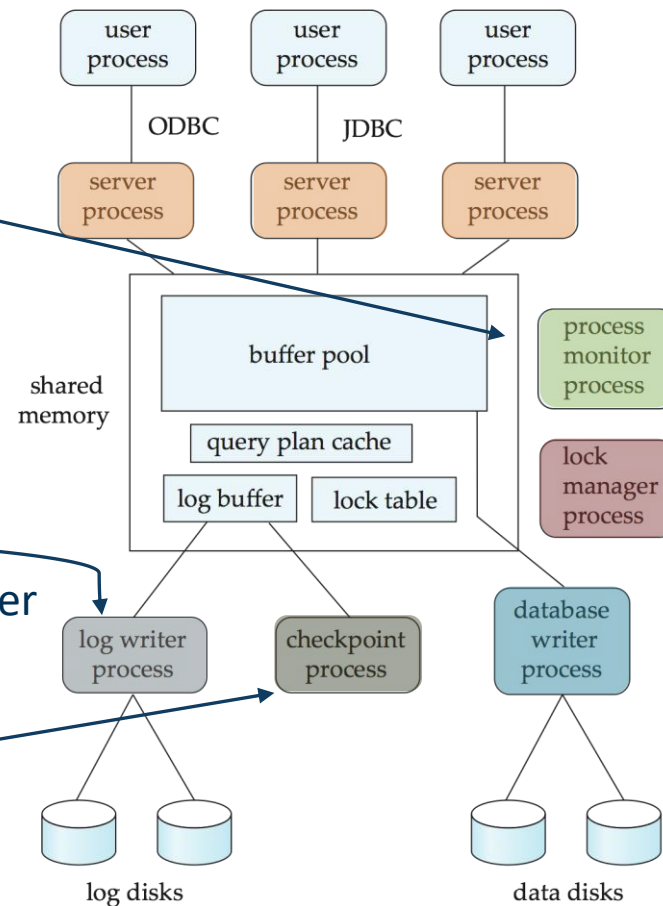 user
process
user
process
user
process
ODBC
JDBC
server
process
server
process
server
process
buffer pool
process
monitor
process
shared
memory
query plan cache
log buffer
lock table
lock
manager
process
er
log writer
process
checkpoint
process
database
writer
process
log disks
data disks